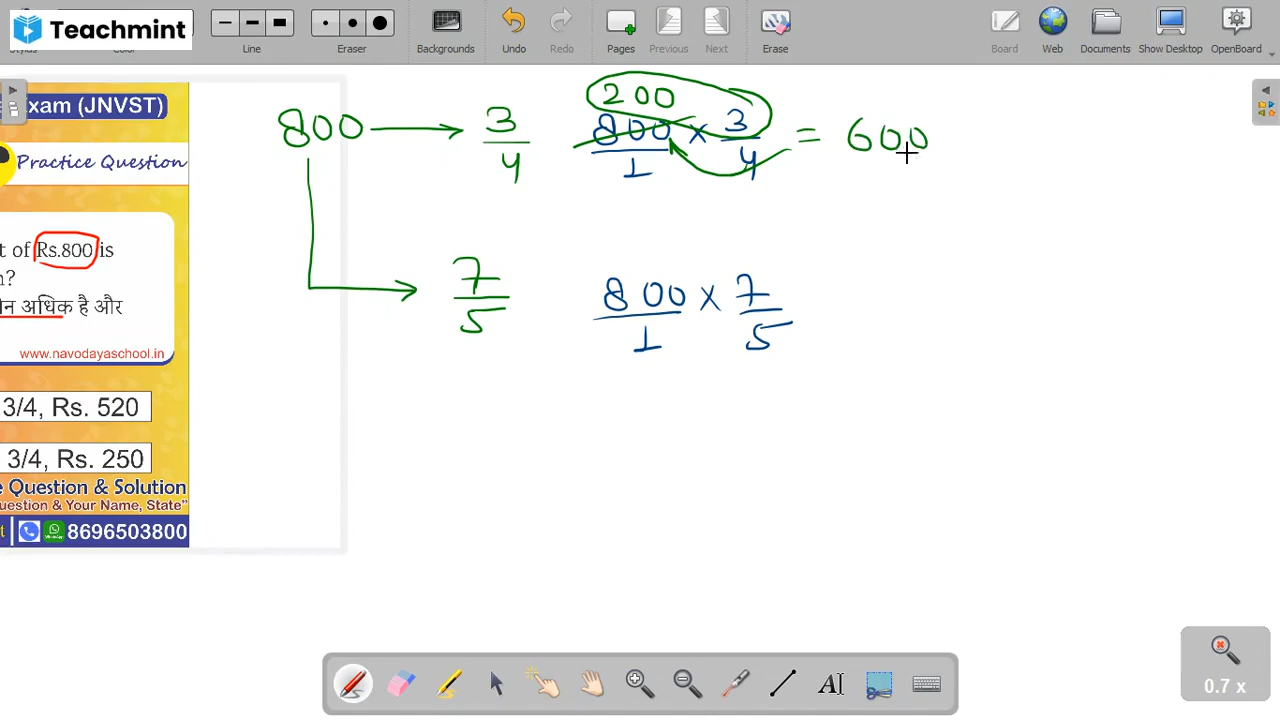 Teachmint
Line
Eraser
Backgrounds
Undo
Redo
Pages
Previous
Next
Erase
Board
Web
Documents
Show Desktop
OpenBoard
xam (JNVST)
Practice Question
t of Rs.800 is
n?
न अधिक है और
www.navodayaschool.in
3/4, Rs. 520
3/4, Rs. 250
e Question & Solution
uestion & Your Name, State”
8696503800
800 → 3/4
200
800/1 × 3/4 = 600
7/5
800/1 × 7/5
0.7 x